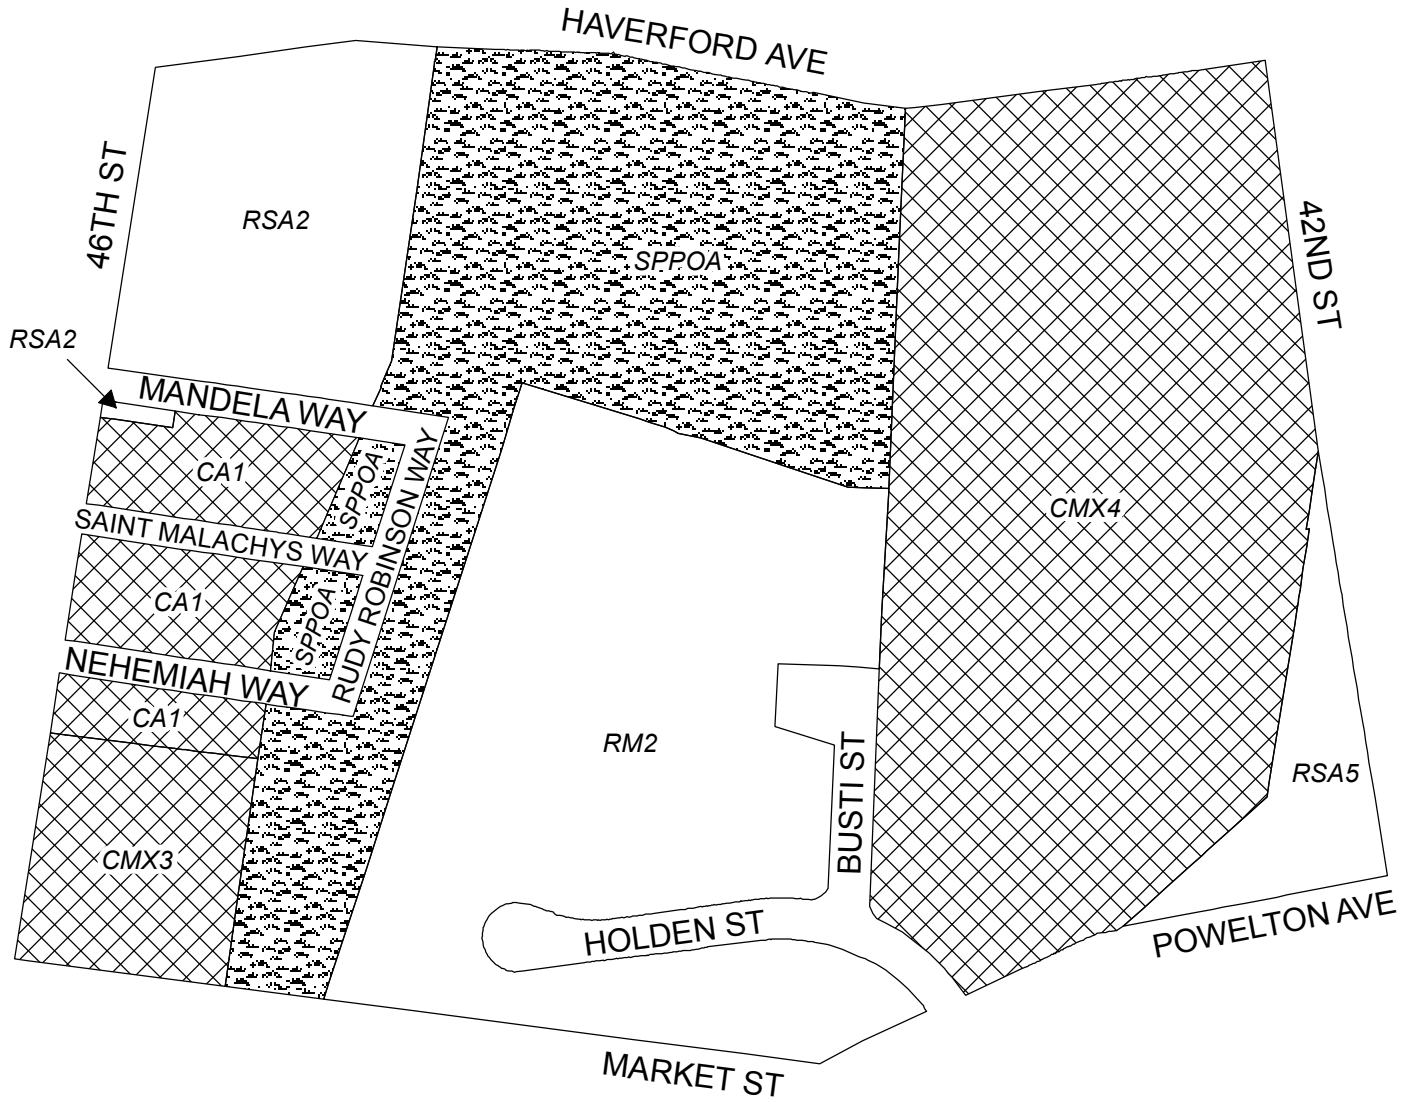 HAVERFORD AVE
46TH ST
RSA2
SPPOA
42ND ST
RSA2
MANDELA WAY
CA1
SPPOA
RUDY ROBINSON WAY
CMX4
SAINT MALACHYS WAY
CA1
SPPOA
NEHEMIAH WAY
CA1
RM2
BUSTI ST
RSA5
CMX3
HOLDEN ST
POWELTON AVE
MARKET ST